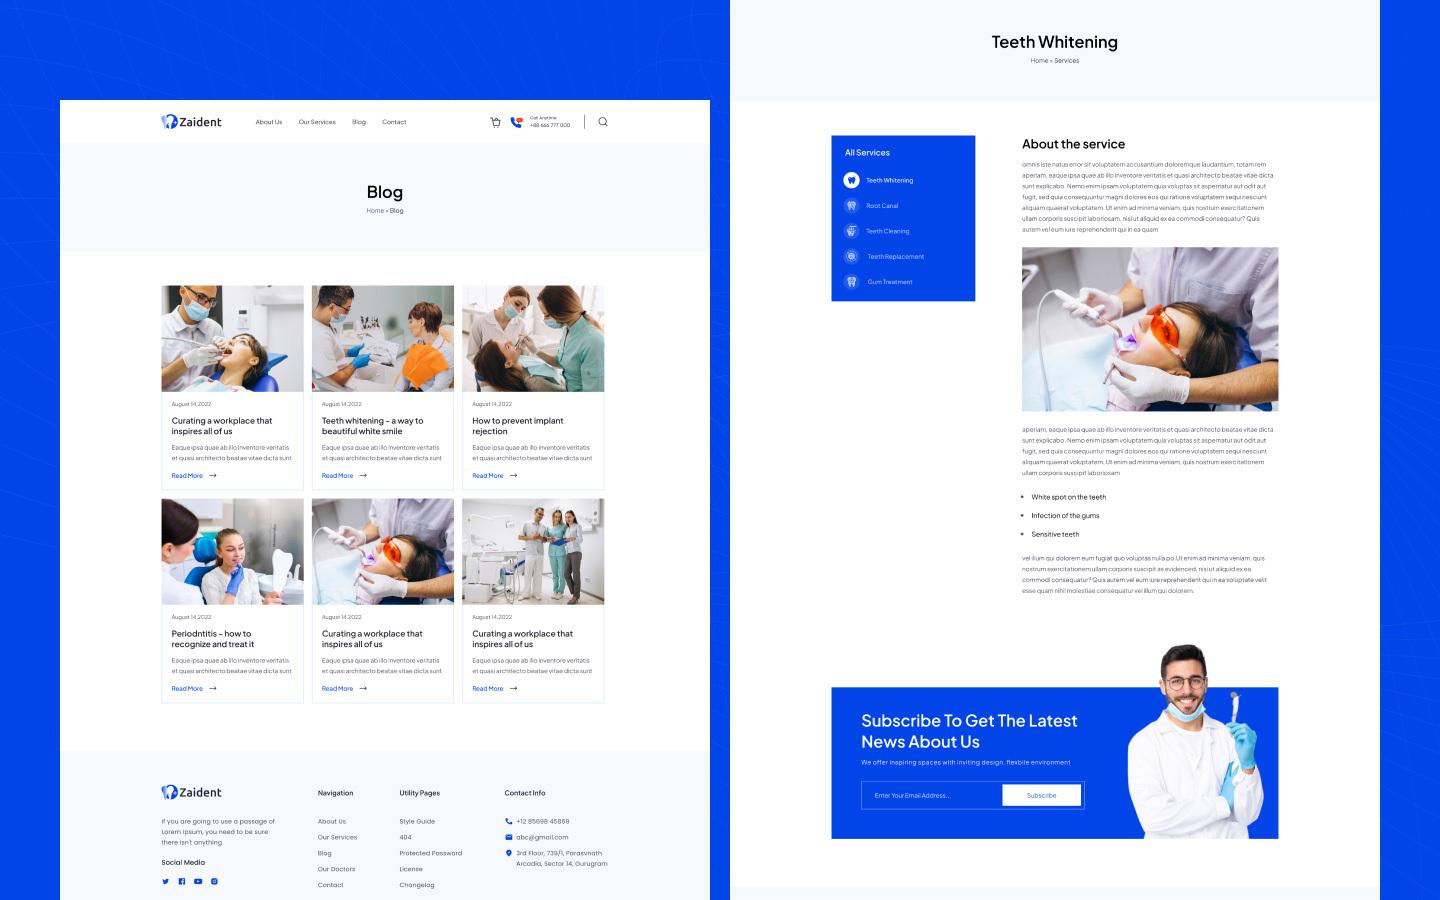 Zaident
About Us
Our Services
Blog
Contact
Call Anytime
+88 666 777 000
Blog
Home » Blog
August 14,2022
Curating a workplace that
inspires all of us
Eaque ipsa quae ab illo inventore veritatis
et quasi architecto beatae vitae dicta sunt
Read More
August 14,2022
Teeth whitening - a way to
beautiful white smile
Eaque ipsa quae ab illo inventore veritatis
et quasi architecto beatae vitae dicta sunt
Read More
August 14,2022
How to prevent implant
rejection
Eaque ipsa quae ab illo inventore veritatis
et quasi architecto beatae vitae dicta sunt
Read More
August 14,2022
Periodntitis - how to
recognize and treat it
Eaque ipsa quae ab illo inventore veritatis
et quasi architecto beatae vitae dicta sunt
Read More
August 14,2022
Curating a workplace that
inspires all of us
Eaque ipsa quae ab illo inventore veritatis
et quasi architecto beatae vitae dicta sunt
Read More
August 14,2022
Curating a workplace that
inspires all of us
Eaque ipsa quae ab illo inventore veritatis
et quasi architecto beatae vitae dicta sunt
Read More
Zaident
If you are going to use a passage of
Lorem Ipsum, you need to be sure
there isn't anything
Social Media
Navigation
About Us
Our Services
Blog
Our Doctors
Contact
Utility Pages
Style Guide
404
Protected Password
License
Changelog
Contact Info
+12 85698 45869
abc@gmail.com
3rd Floor, 739/1, Parasvnath
Arcadia, Sector 14, Gurugram
Teeth Whitening
Home » Services
All Services
Teeth Whitening
Root Canal
Teeth Cleaning
Teeth Replacement
Gum Treatment
About the service
omnis iste natus error sit voluptatem accusantium doloremque laudantium, totam rem
aperiam, eaque ipsa quae ab illo inventore veritatis et quasi architecto beatae vitae dicta
sunt explicabo. Nemo enim ipsam voluptatem quia voluptas sit aspernatur aut odit aut
fugit, sed quia consequuntur magni dolores eos qui ratione voluptatem sequi nesciunt
aliquam quaerat voluptatem. Ut enim ad minima veniam, quis nostrum exercitationem
ullam corporis suscipit laboriosam, nisi ut aliquid ex ea commodi consequatur? Quis
autem vel eum iure reprehenderit qui in ea quam
aperiam, eaque ipsa quae ab illo inventore veritatis et quasi architecto beatae vitae dicta
sunt explicabo. Nemo enim ipsam voluptatem quia voluptas sit aspernatur aut odit aut
fugit, sed quia consequuntur magni dolores eos qui ratione voluptatem sequi nesciunt
aliquam quaerat voluptatem. Ut enim ad minima veniam, quis nostrum exercitationem
ullam corporis suscipit laboriosam
White spot on the teeth
Infection of the gums
Sensitive teeth
vel illum qui dolorem eum fugiat quo voluptas nulla po Ut enim ad minima veniam, quis
nostrum exercitationem ullam corporis suscipit as evidenced, nisi ut aliquid ex ea
commodi consequatur? Quis autem vel eum iure reprehenderit qui in ea voluptate velit
esse quam nihil molestiae consequatur vel illum qui dolorem.
Subscribe To Get The Latest
News About Us
We offer inspiring spaces with inviting design, flexbile environment
Enter Your Email Address...
Subscribe